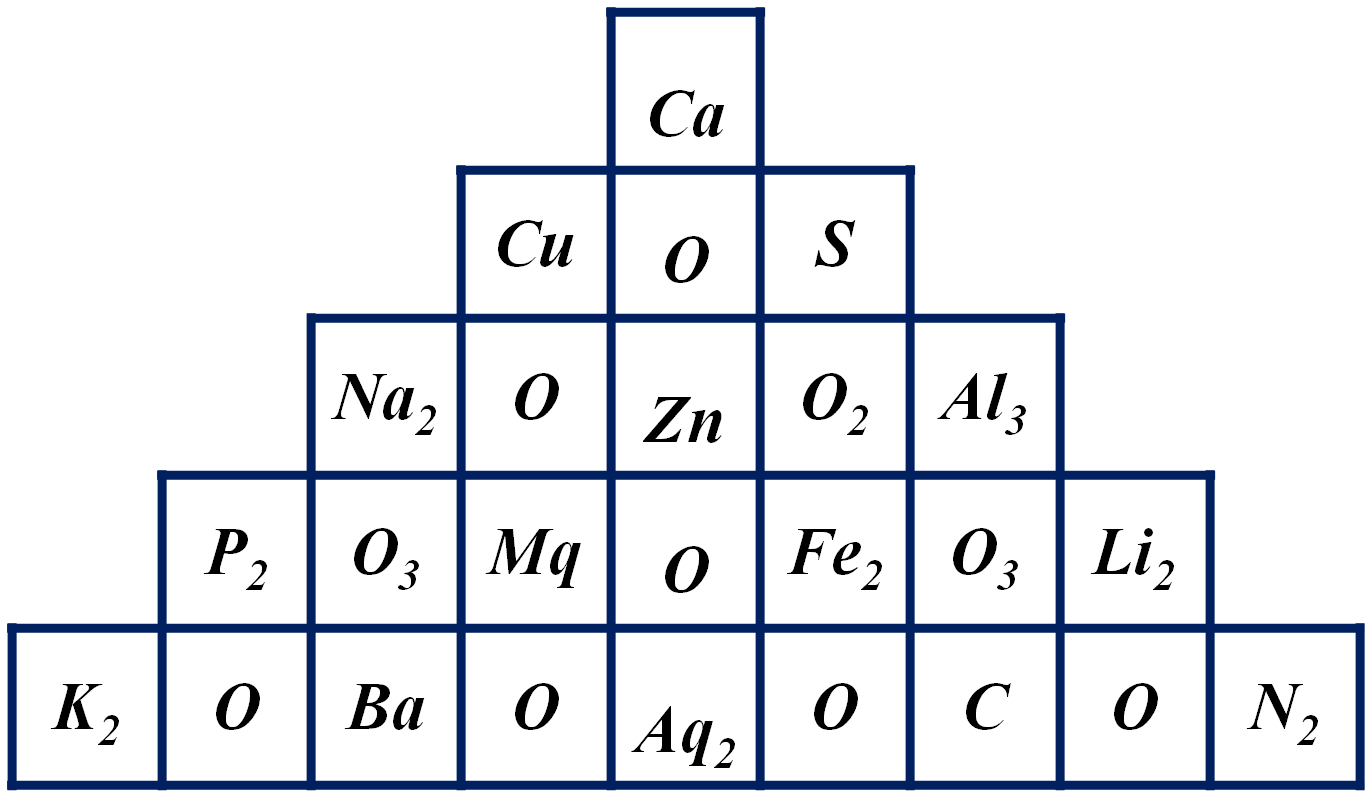 Ca
Cu O S
Na₂ O Zn O₂ Al₃
P₂ O₃ Mq O Fe₂ O₃ Li₂
K₂ O Ba O Aq₂ O C O N₂